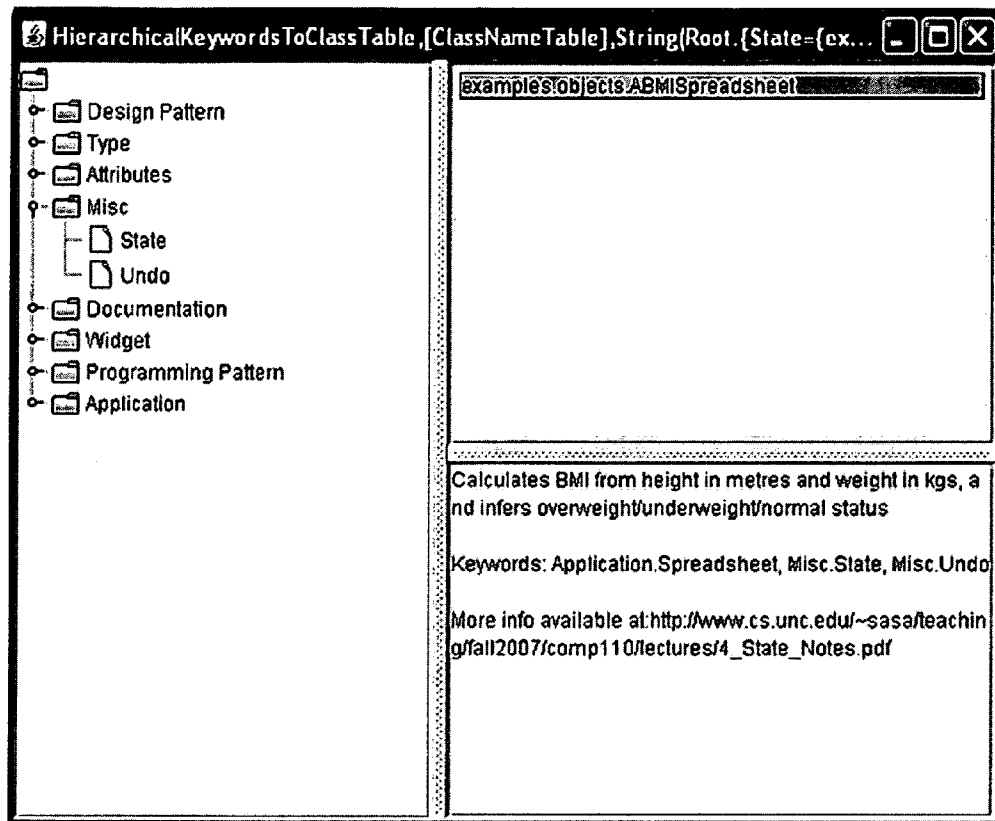 HierarchicalKeywordsToClassTable,[ClassNameTable],String(Root.{State={ex...
Design Pattern
Type
Attributes
Misc
State
Undo
Documentation
Widget
Programming Pattern
Application
examples.objects.ABMISpreadsheet
Calculates BMI from height in metres and weight in kgs, a
nd infers overweight/underweight/normal status
Keywords: Application.Spreadsheet, Misc.State, Misc.Undo
More info available at:http://www.cs.unc.edu/~sasa/teachin
g/fall2007/comp110/lectures/4_State_Notes.pdf